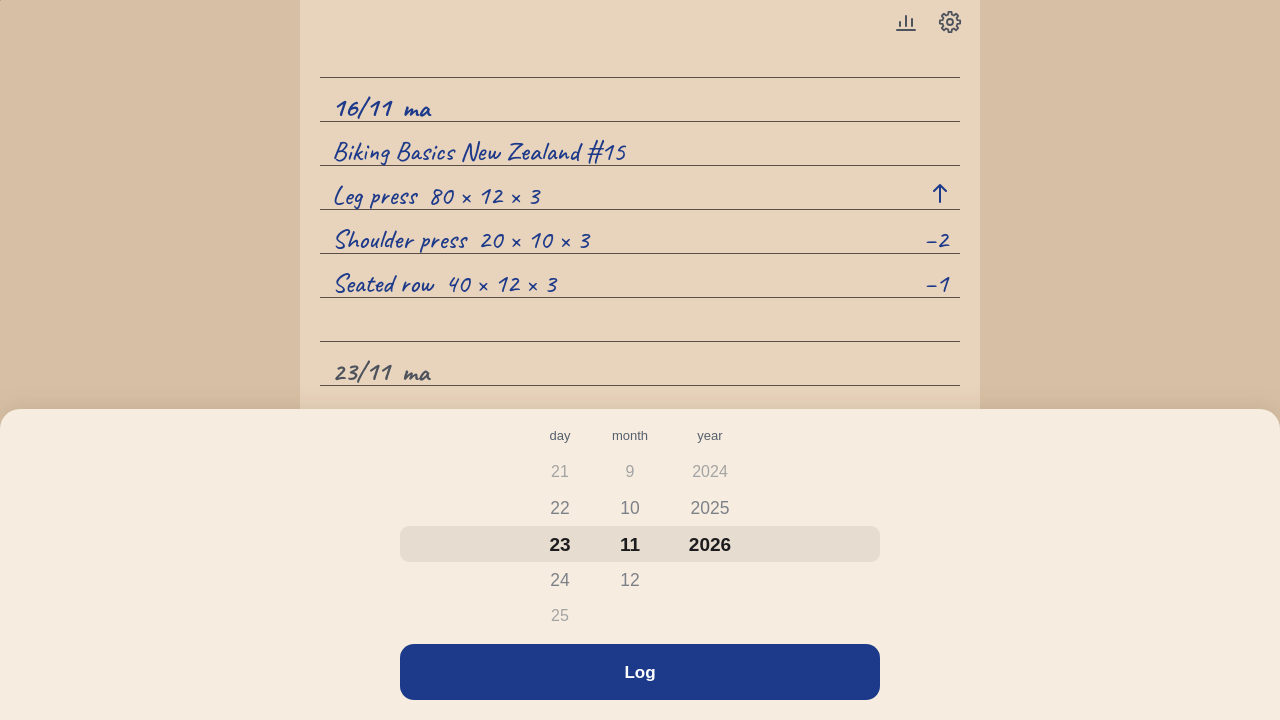 16/11 ma
Biking Basics New Zealand #15
Leg press 80 × 12 × 3 ↑
Shoulder press 20 × 10 × 3 –2
Seated row 40 × 12 × 3 –1
23/11 ma
day month year
21 9 2024
22 10 2025
23 11 2026
24 12
25
Log